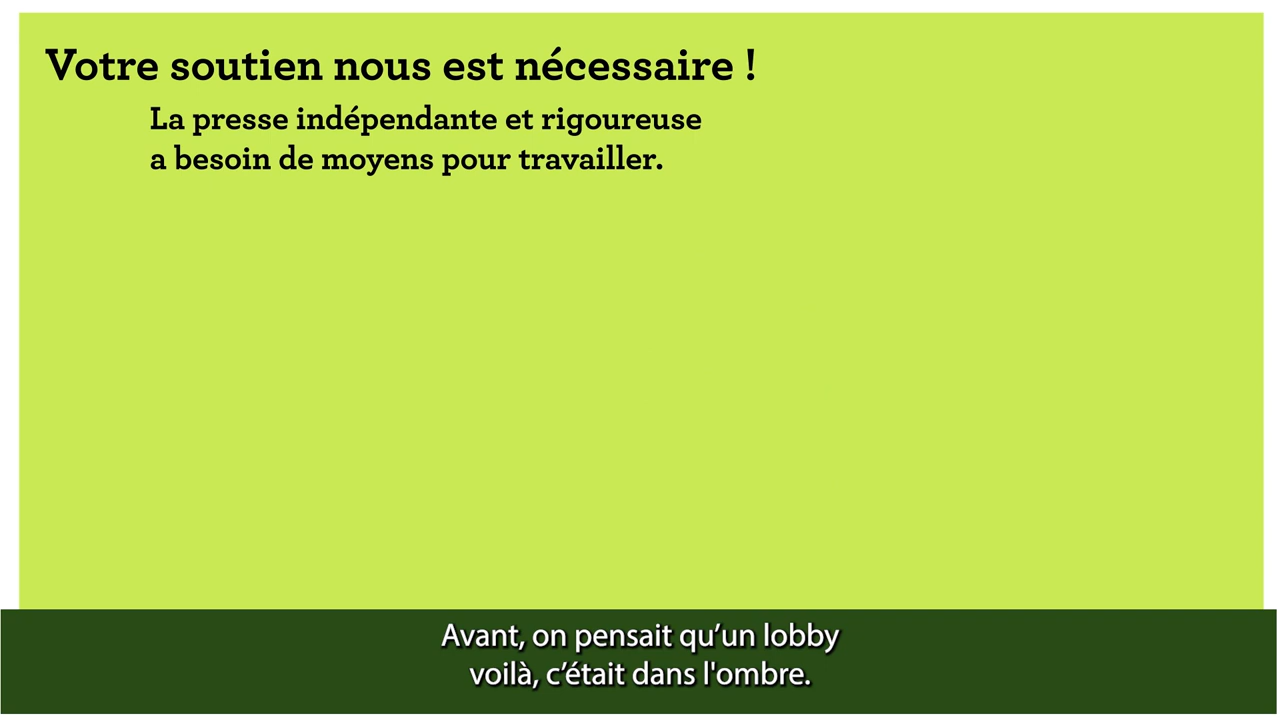 Votre soutien nous est nécessaire !
La presse indépendante et rigoureuse
a besoin de moyens pour travailler.
Avant, on pensait qu’un lobby
voilà, c’était dans l'ombre.